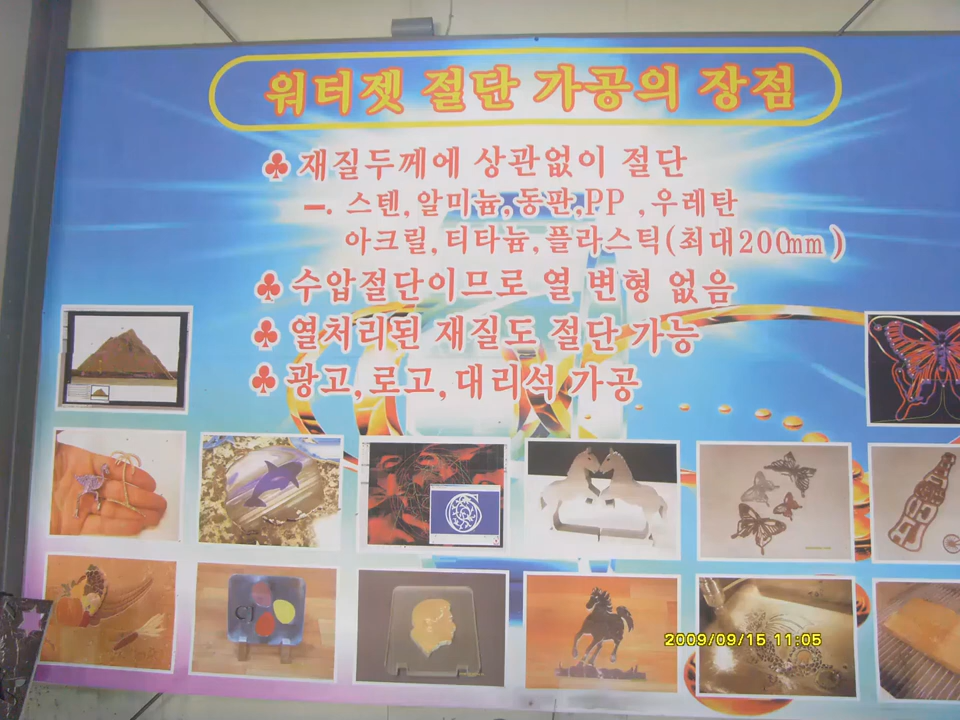 워터젯 절단 가공의 장점
♣ 재질두께에 상관없이 절단
–. 스텐,알미늄,동판,PP ,우레탄
아크릴,티타늄,플라스틱(최대200mm)
♣ 수압절단이므로 열 변형 없음
♣ 열처리된 재질도 절단 가능
♣ 광고,로고,대리석 가공
CJ
2009/09/15 11:05